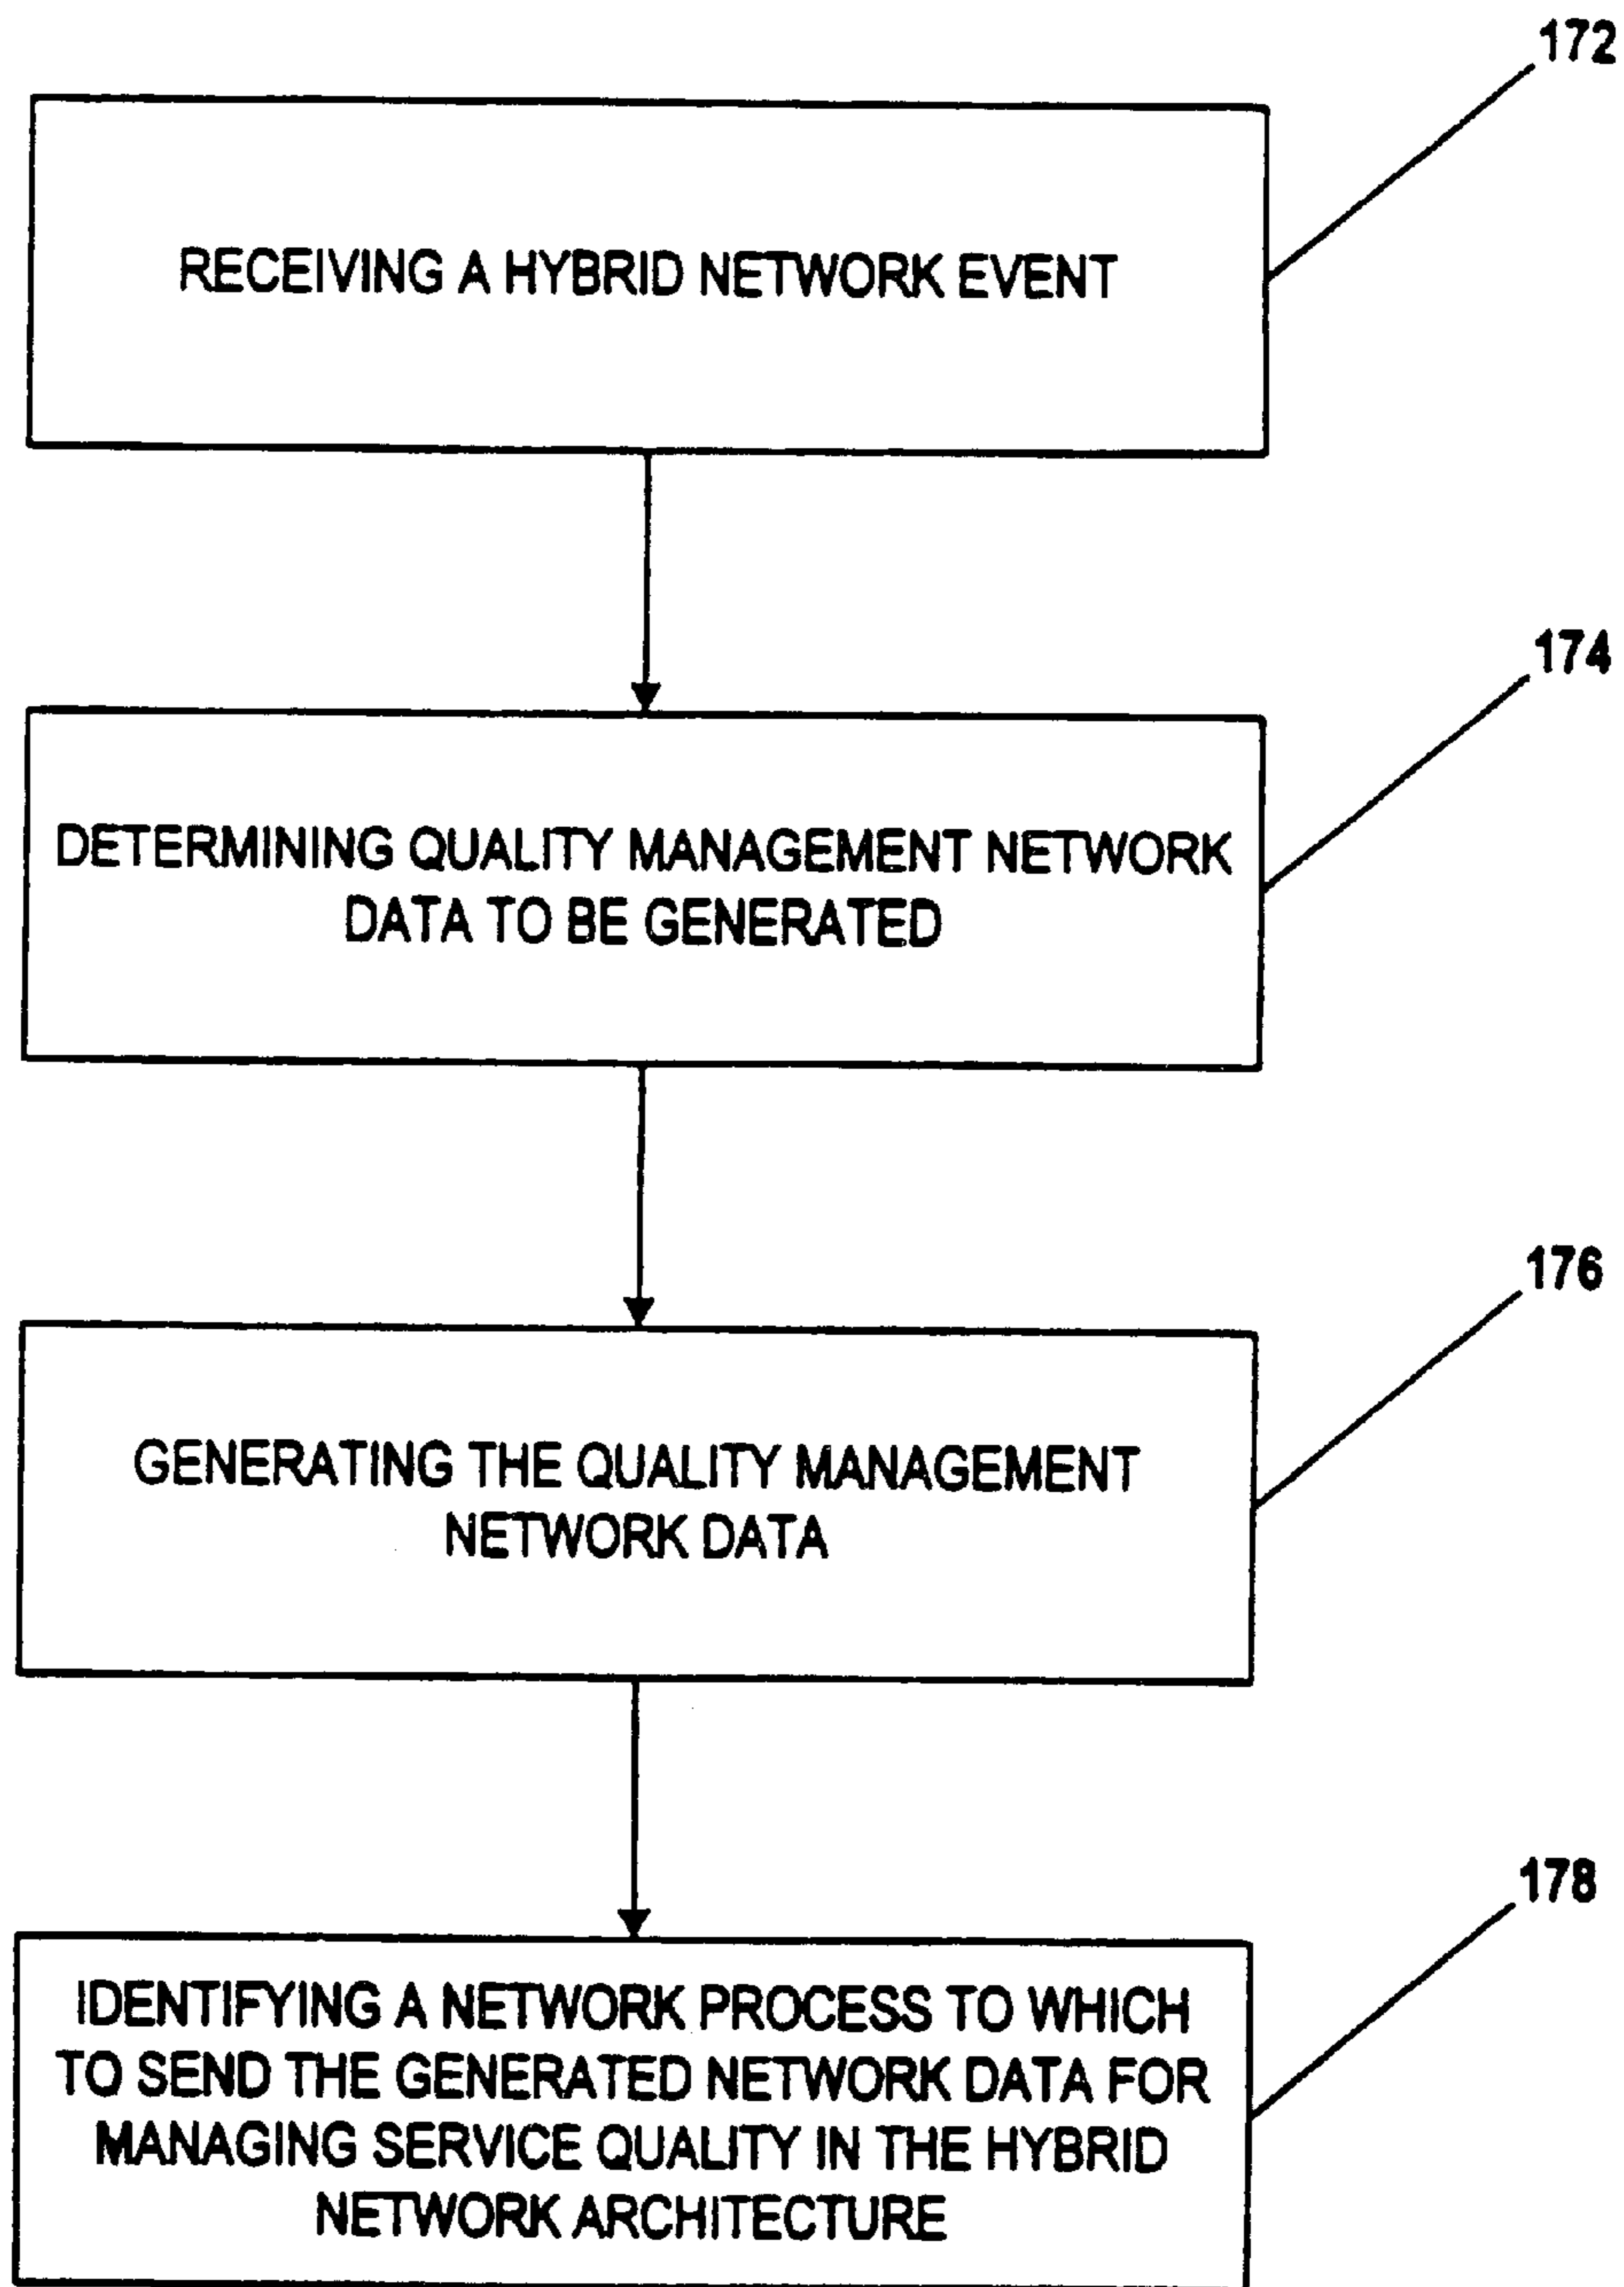 172
RECEIVING A HYBRID NETWORK EVENT
174
DETERMINING QUALITY MANAGEMENT NETWORK
DATA TO BE GENERATED
176
GENERATING THE QUALITY MANAGEMENT
NETWORK DATA
178
IDENTIFYING A NETWORK PROCESS TO WHICH
TO SEND THE GENERATED NETWORK DATA FOR
MANAGING SERVICE QUALITY IN THE HYBRID
NETWORK ARCHITECTURE